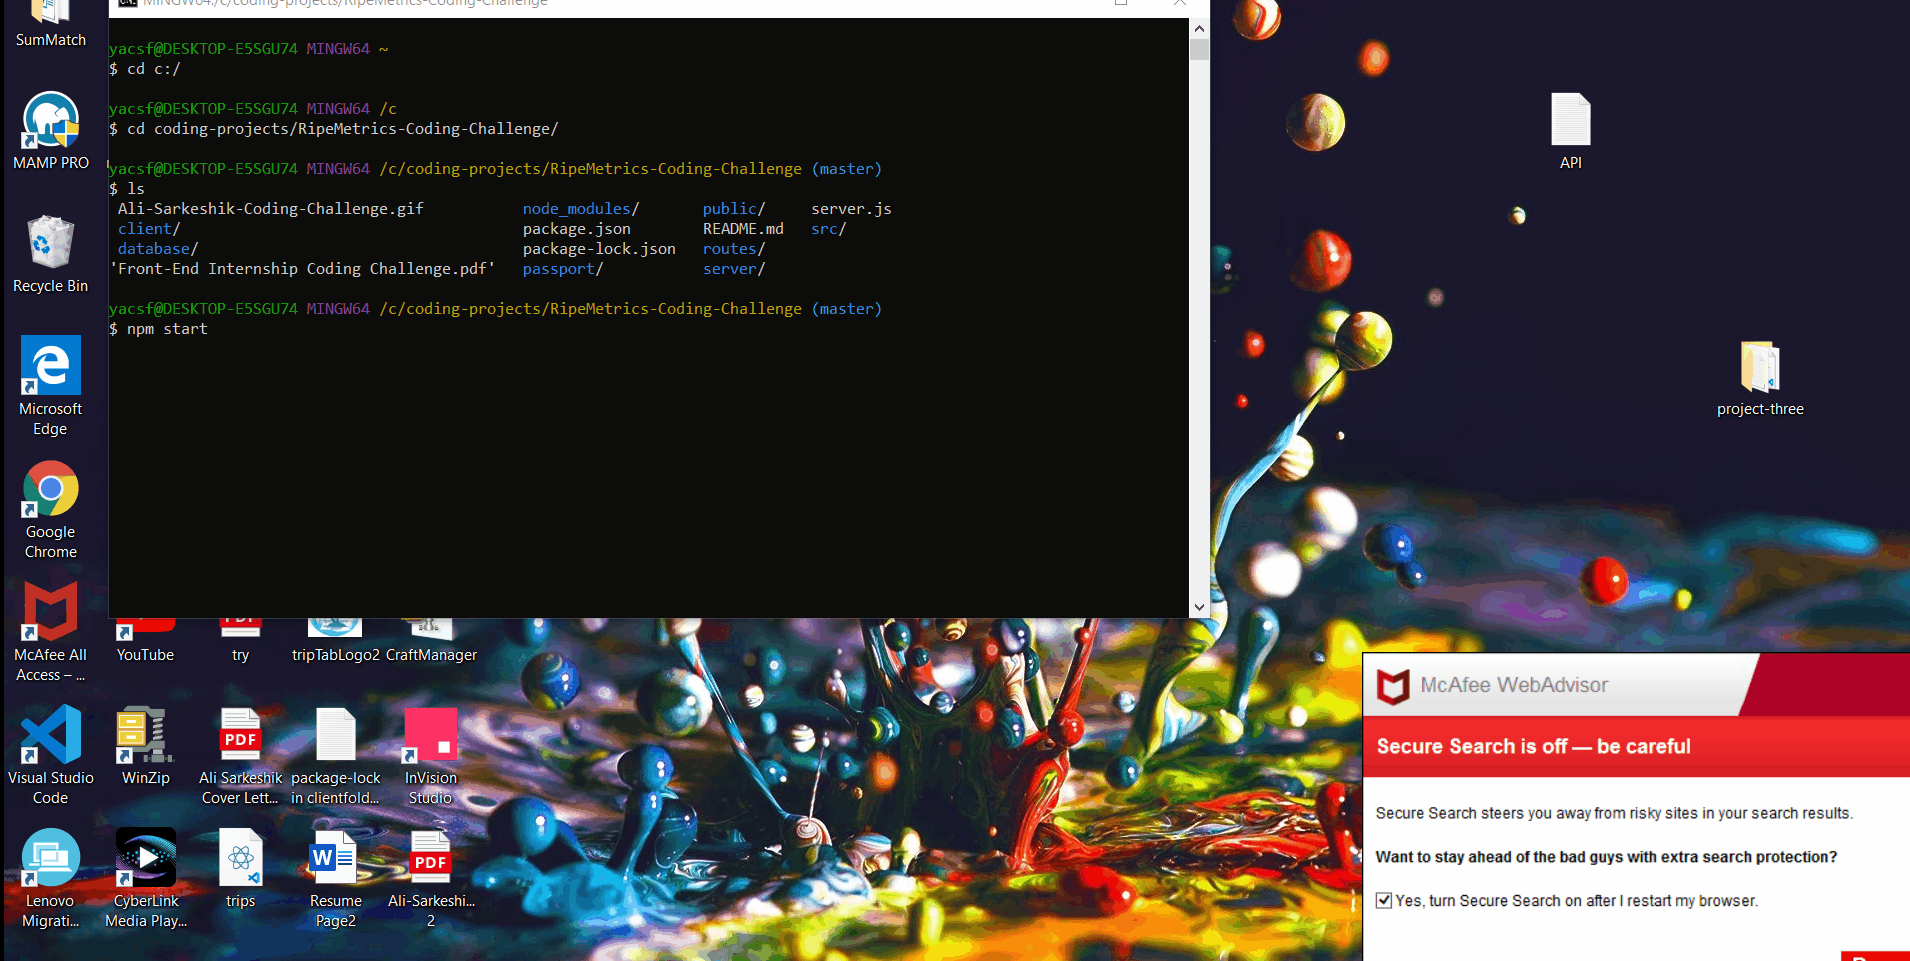 MINGW64:/c/coding-projects/RipeMetrics-Coding-Challenge
yacsf@DESKTOP-E5SGU74 MINGW64 ~
$ cd c:/
yacsf@DESKTOP-E5SGU74 MINGW64 /c
$ cd coding-projects/RipeMetrics-Coding-Challenge/
yacsf@DESKTOP-E5SGU74 MINGW64 /c/coding-projects/RipeMetrics-Coding-Challenge (master)
$ ls
Ali-Sarkeshik-Coding-Challenge.gif node_modules/ public/ server.js
client/ package.json README.md src/
database/ package-lock.json routes/
'Front-End Internship Coding Challenge.pdf' passport/ server/
yacsf@DESKTOP-E5SGU74 MINGW64 /c/coding-projects/RipeMetrics-Coding-Challenge (master)
$ npm start
SumMatch
MAMP PRO
Recycle Bin
Microsoft
Edge
Google
Chrome
McAfee All
Access – ...
YouTube
try
tripTabLogo2
CraftManager
Visual Studio
Code
WinZip
PDF
Ali Sarkeshik
Cover Lett...
package-lock
in clientfold...
InVision
Studio
Lenovo
Migrati...
CyberLink
Media Play...
trips
W
Resume
Page2
PDF
Ali-Sarkeshi...
2
API
project-three
McAfee WebAdvisor
Secure Search is off — be careful
Secure Search steers you away from risky sites in your search results.
Want to stay ahead of the bad guys with extra search protection?
Yes, turn Secure Search on after I restart my browser.